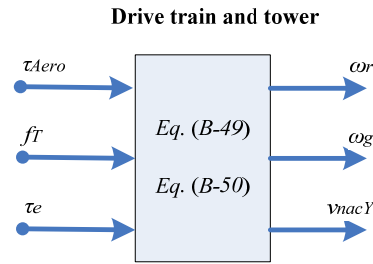 Drive train and tower
τAero
ωr
fT
Eq. (B-49)
ωg
Eq. (B-50)
τe
νnacY